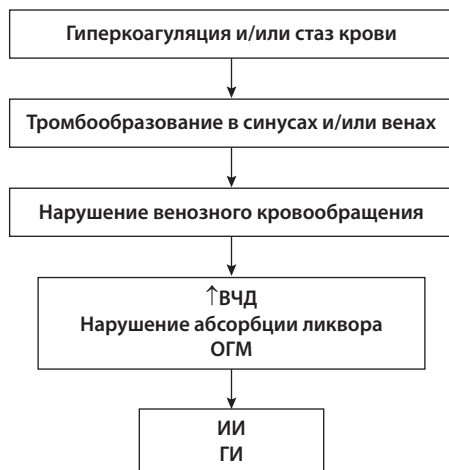 Гиперкоагуляция и/или стаз крови
Тромбообразование в синусах и/или венах
Нарушение венозного кровообращения
↑ВЧД
Нарушение абсорбции ликвора
ОГМ
ИИ
ГИ